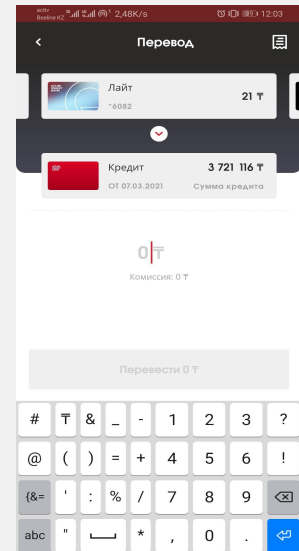 activ
Beeline KZ 2,48K/s 12:03
Перевод
Лайт 21 ₸
*6082
Кредит 3 721 116 ₸
ОТ 07.03.2021 Сумма кредита
0 ₸
Комиссия: 0 ₸
Перевести 0 ₸
# ₸ & _ - 1 2 3 ?
@ ( ) = + 4 5 6 !
{&= ' : % / 7 8 9
abc " * , 0 .